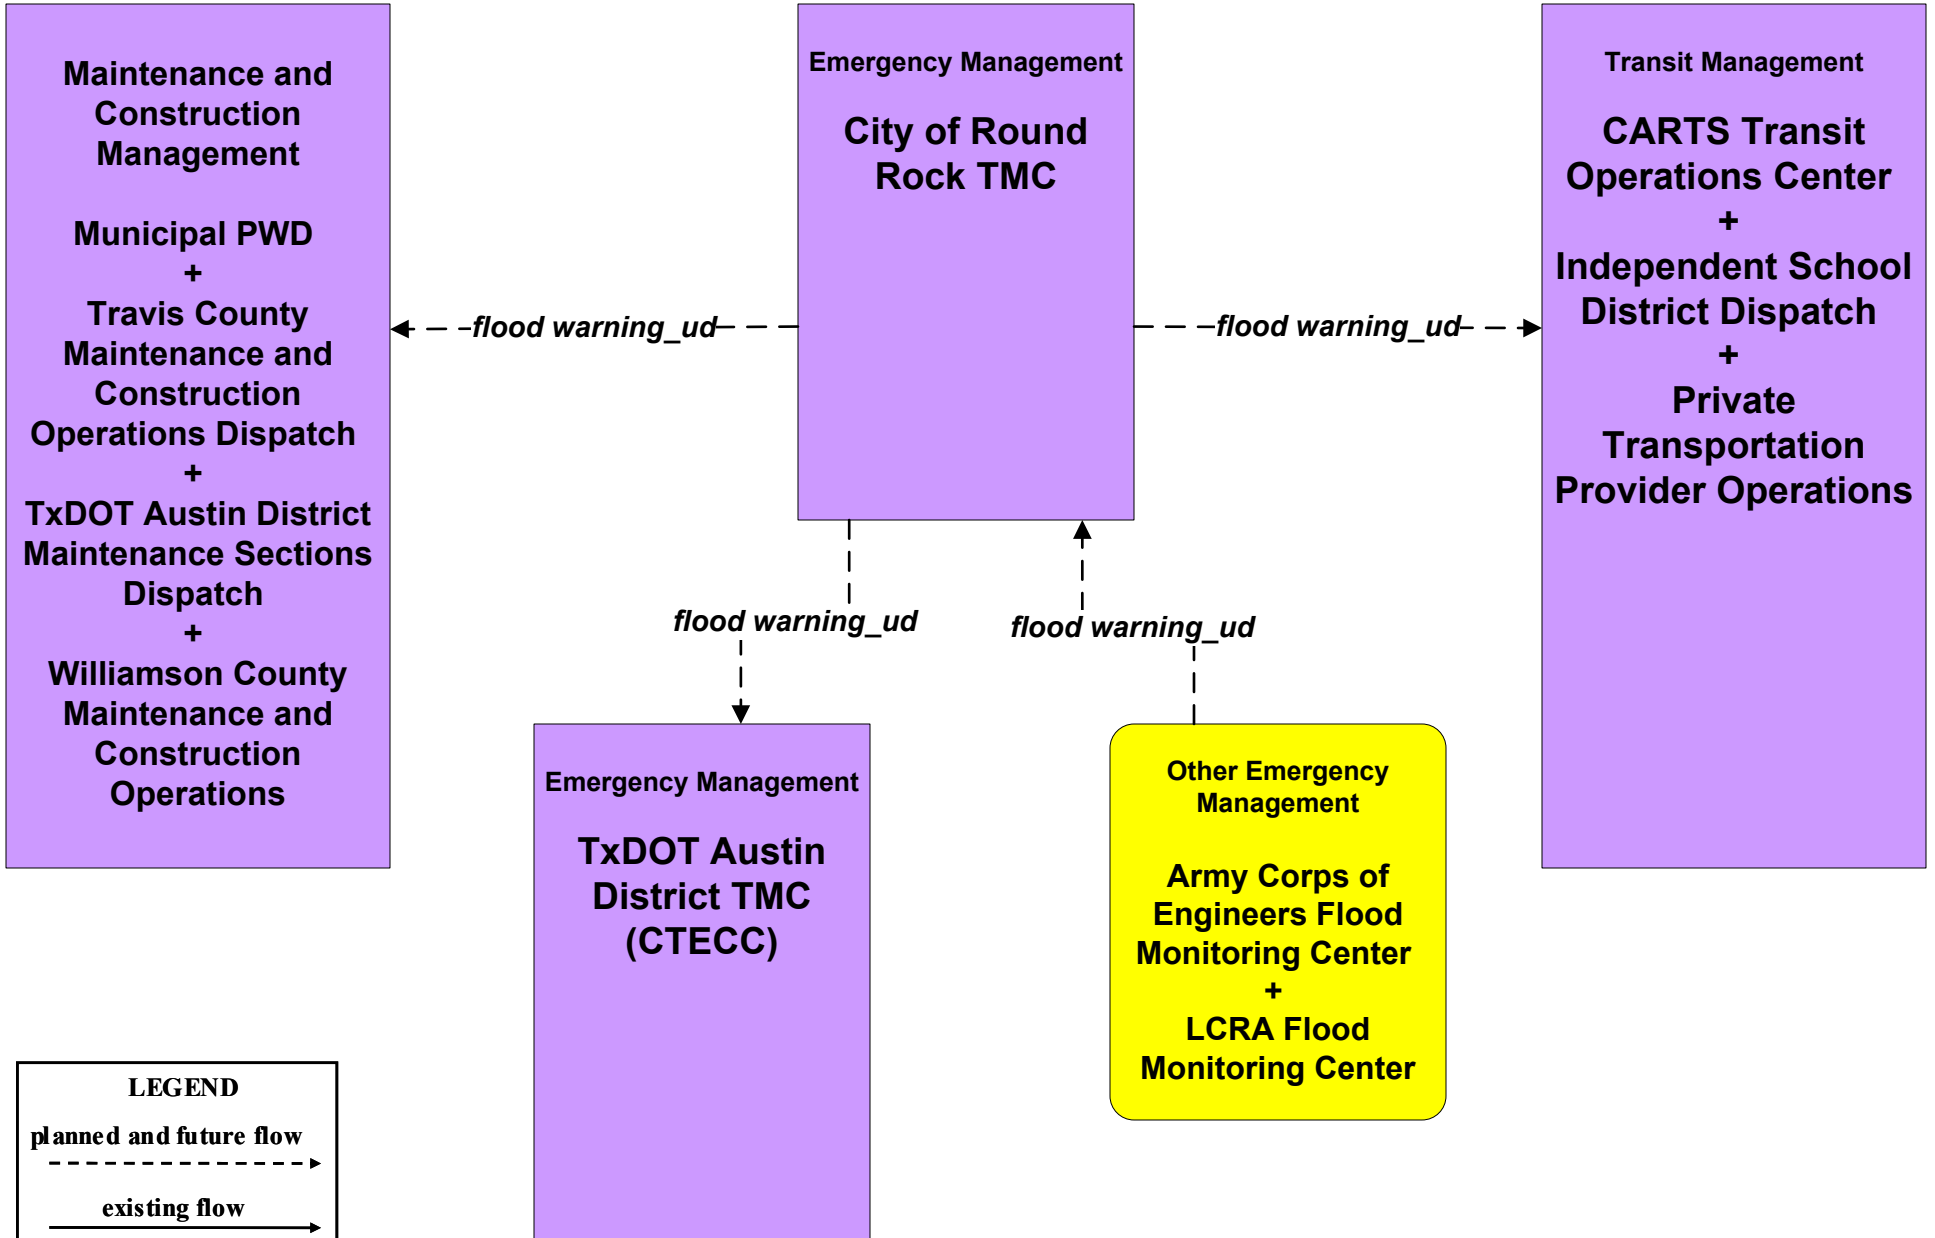 Maintenance and
Construction
Management
Municipal PWD
+
Travis County
Maintenance and
Construction
Operations Dispatch
+
TxDOT Austin District
Maintenance Sections
Dispatch
+
Williamson County
Maintenance and
Construction
Operations
flood warning_ud
Emergency Management
City of Round
Rock TMC
flood warning_ud
Transit Management
CARTS Transit
Operations Center
+
Independent School
District Dispatch
+
Private
Transportation
Provider Operations
flood warning_ud
flood warning_ud
Emergency Management
TxDOT Austin
District TMC
(CTECC)
Other Emergency
Management
Army Corps of
Engineers Flood
Monitoring Center
+
LCRA Flood
Monitoring Center
LEGEND
planned and future flow
existing flow